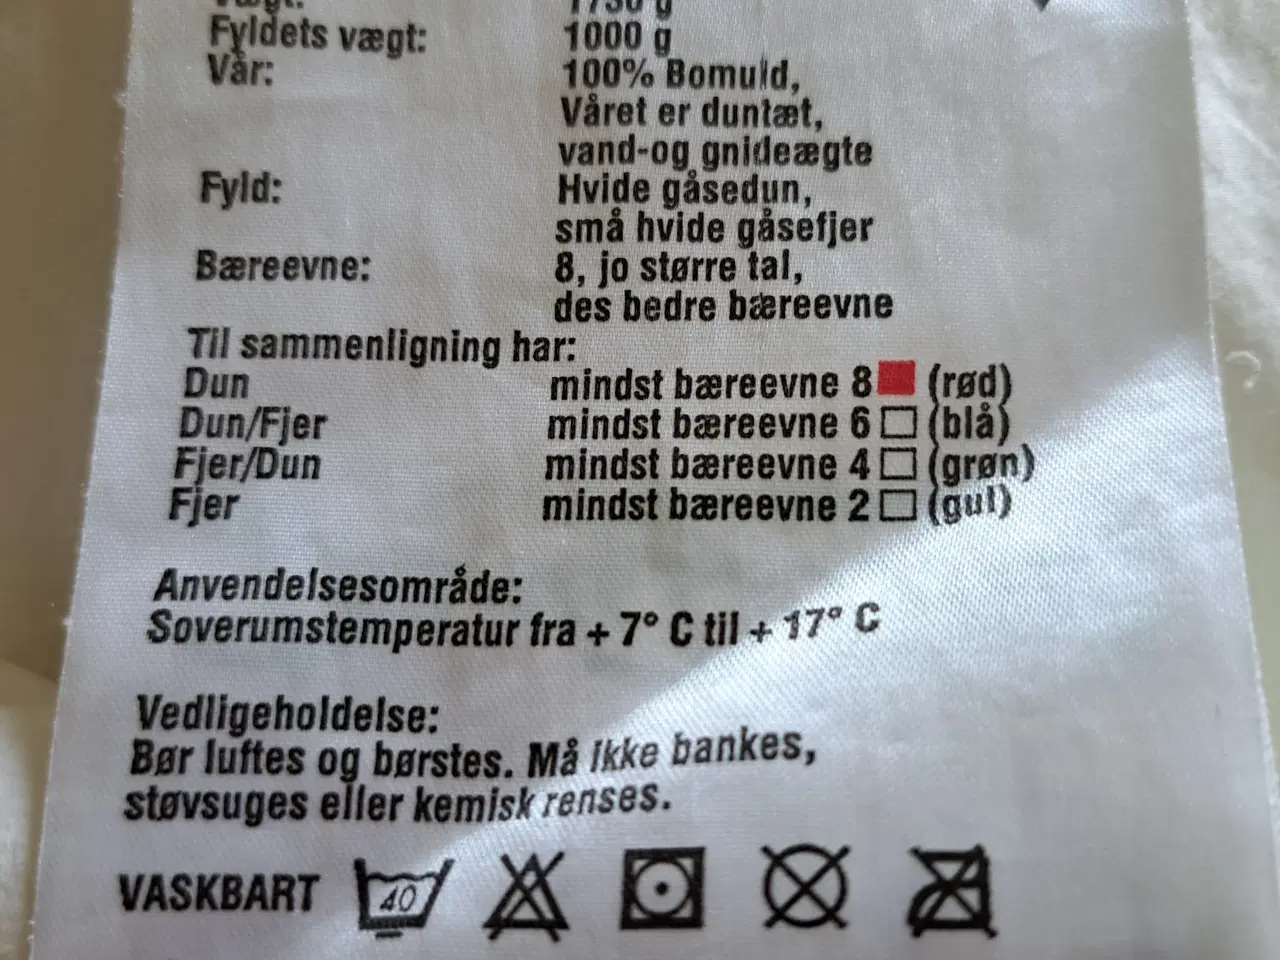 Vægt: 1730 g
Fyldets vægt: 1000 g
Vår: 100% Bomuld,
Våret er duntæt,
vand-og gnideægte
Fyld: Hvide gåsedun,
små hvide gåsefjer
Bæreevne: 8, jo større tal,
des bedre bæreevne
Til sammenligning har:
Dun mindst bæreevne 8 (rød)
Dun/Fjer mindst bæreevne 6 (blå)
Fjer/Dun mindst bæreevne 4 (grøn)
Fjer mindst bæreevne 2 (gul)
Anvendelsesområde:
Soverumstemperatur fra + 7° C til + 17° C
Vedligeholdelse:
Bør luftes og børstes. Må ikke bankes,
støvsuges eller kemisk renses.
VASKBART 40